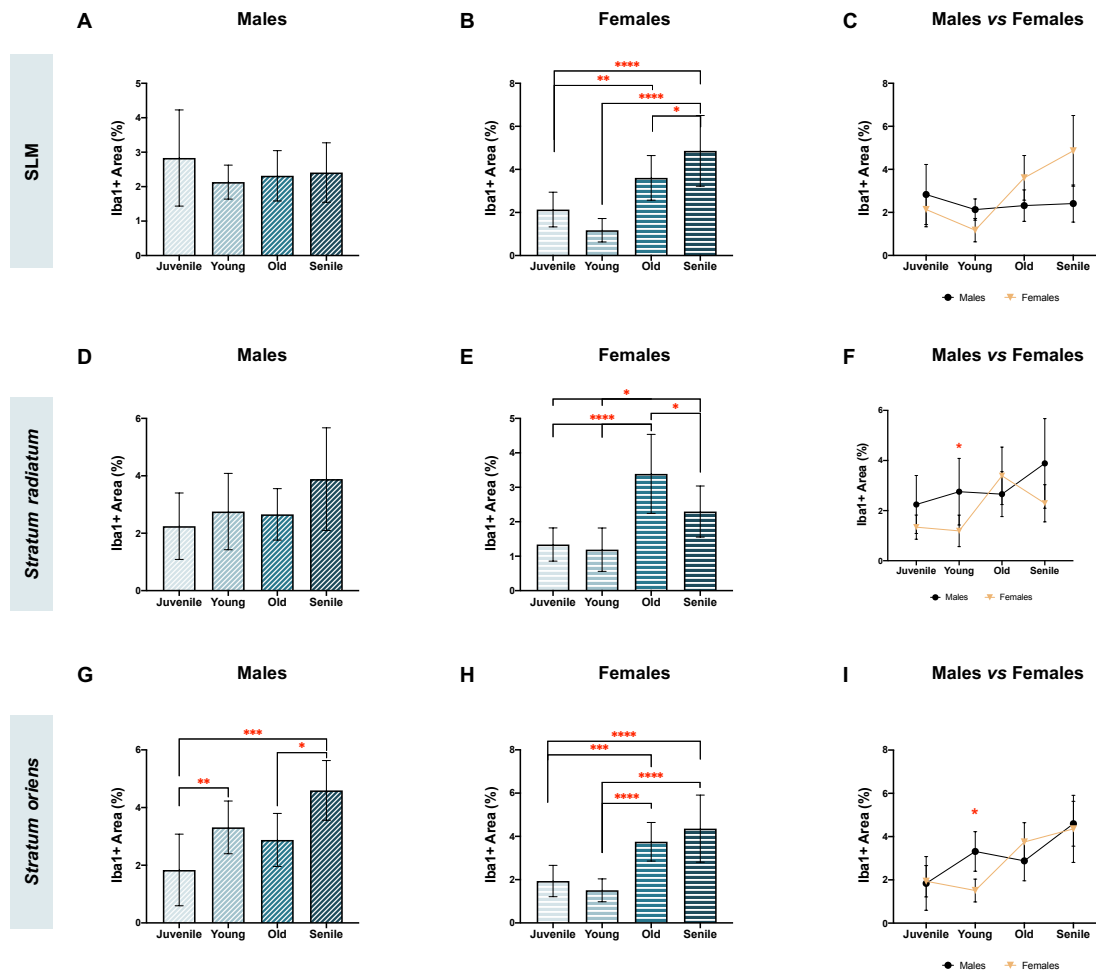 A Males
B Females
C Males vs Females
SLM
Iba1+ Area (%)
5
4
3
2
1
0
Juvenile Young Old Senile
****
**
****
*
Iba1+ Area (%)
8
6
4
2
0
Juvenile Young Old Senile
Iba1+ Area (%)
8
6
4
2
0
Juvenile Young Old Senile
Males Females
D Males
E Females
F Males vs Females
Stratum radiatum
Iba1+ Area (%)
6
4
2
0
Juvenile Young Old Senile
*
****
*
Iba1+ Area (%)
5
4
3
2
1
0
Juvenile Young Old Senile
*
Iba1+ Area (%)
6
4
2
0
Juvenile Young Old Senile
Males Females
G Males
H Females
I Males vs Females
Stratum oriens
***
*
**
Iba1+ Area (%)
6
4
2
0
Juvenile Young Old Senile
****
***
****
****
Iba1+ Area (%)
8
6
4
2
0
Juvenile Young Old Senile
*
Iba1+ Area (%)
8
6
4
2
0
Juvenile Young Old Senile
Males Females